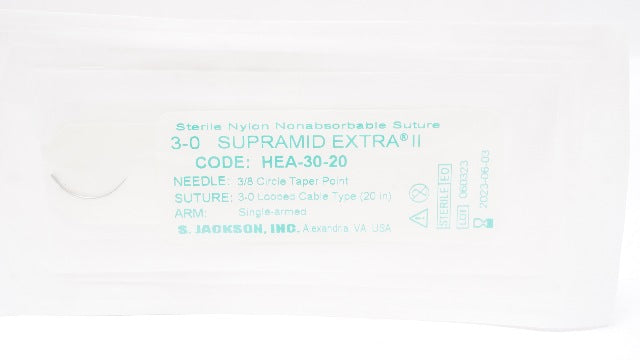 Sterile Nylon Nonabsorbable Suture
3-0 SUPRAMID EXTRA® II
CODE: HEA-30-20
NEEDLE: 3/8 Circle Taper Point
SUTURE: 3-0 Looped Cable Type (20 in)
ARM: Single-armed
S. JACKSON, INC. Alexandria, VA, USA
STERILE EO
LOT 060323
2023-06-03